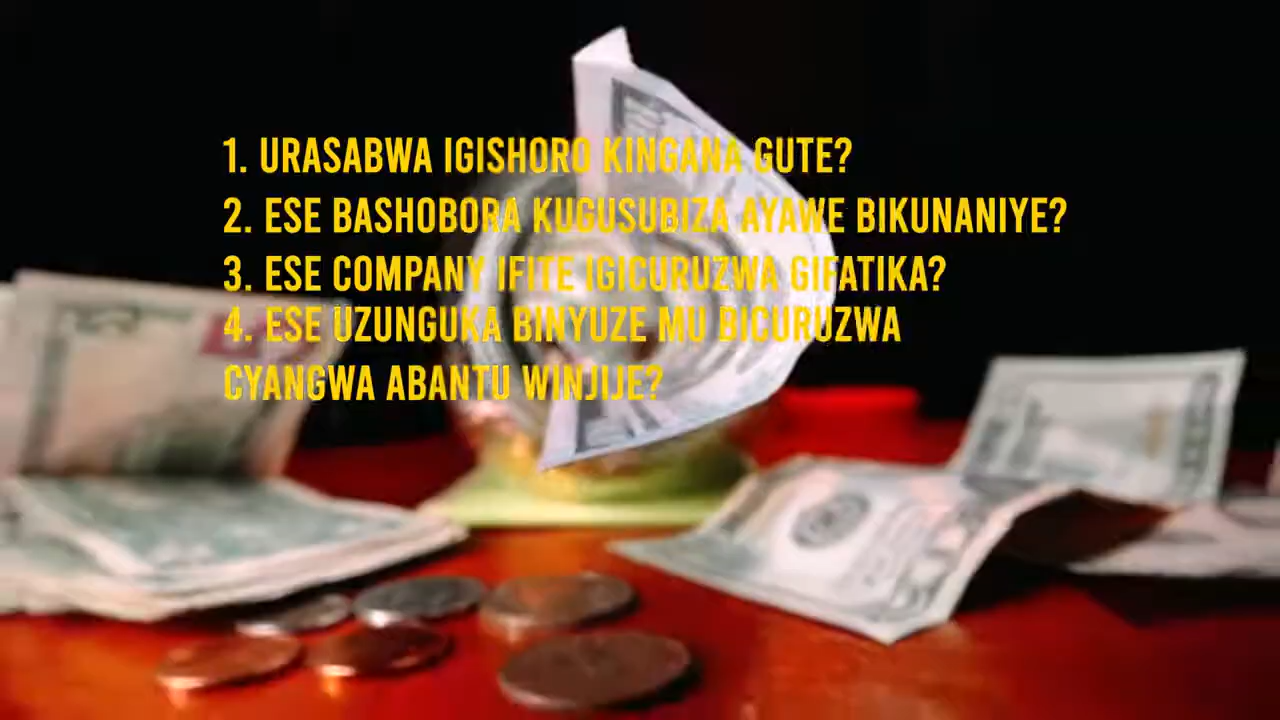 1. URASABWA IGISHORO KINGANA GUTE?
2. ESE BASHOBORA KUGUSUBIZA AYAWE BIKUNANIYE?
3. ESE COMPANY IFITE IGICURUZWA GIFATIKA?
4. ESE UZUNGUKA BINYUZE MU BICURUZWA
CYANGWA ABANTU WINJIJE?